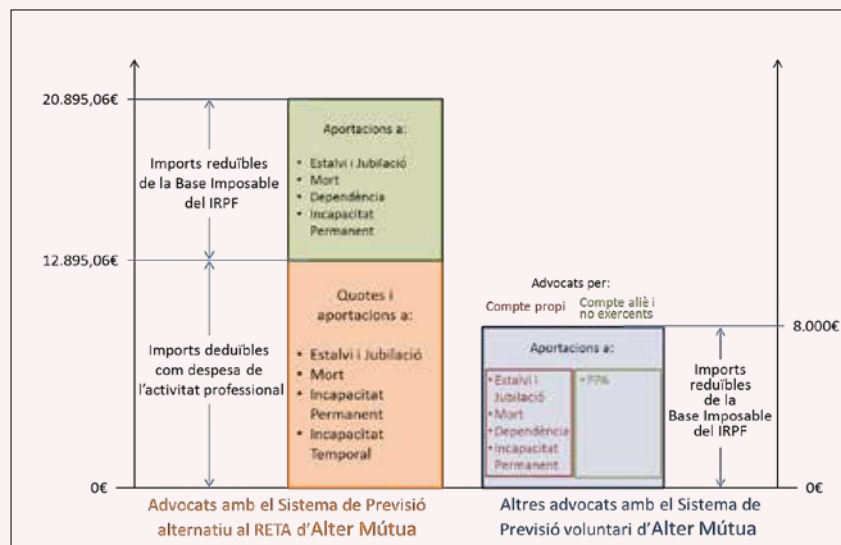 20.895,06€
Imports reduïbles
de la Base Imposable
del IRPF
12.895,06€
Imports deduïbles
com despesa de
l'activitat professional
0€
Aportacions a:
• Estalvi i Jubilació
• Mort
• Dependència
• Incapacitat
Permanent
Quotes i
aportacions a:
• Estalvi i Jubilació
• Mort
• Incapacitat
Permanent
• Incapacitat
Temporal
Advocats amb el Sistema de Previsió
alternatiu al RETA d'Alter Mútua
Advocats per:
Compte propi
Compte aliè i
no exercents
Aportacions a:
• Estalvi i
Jubilació
• Mort
• Dependència
• Incapacitat
Permanent
• PPA
8.000€
Imports
reduïbles
de la
Base Imposable
del IRPF
0€
Altres advocats amb el Sistema de
Previsió voluntari d'Alter Mútua